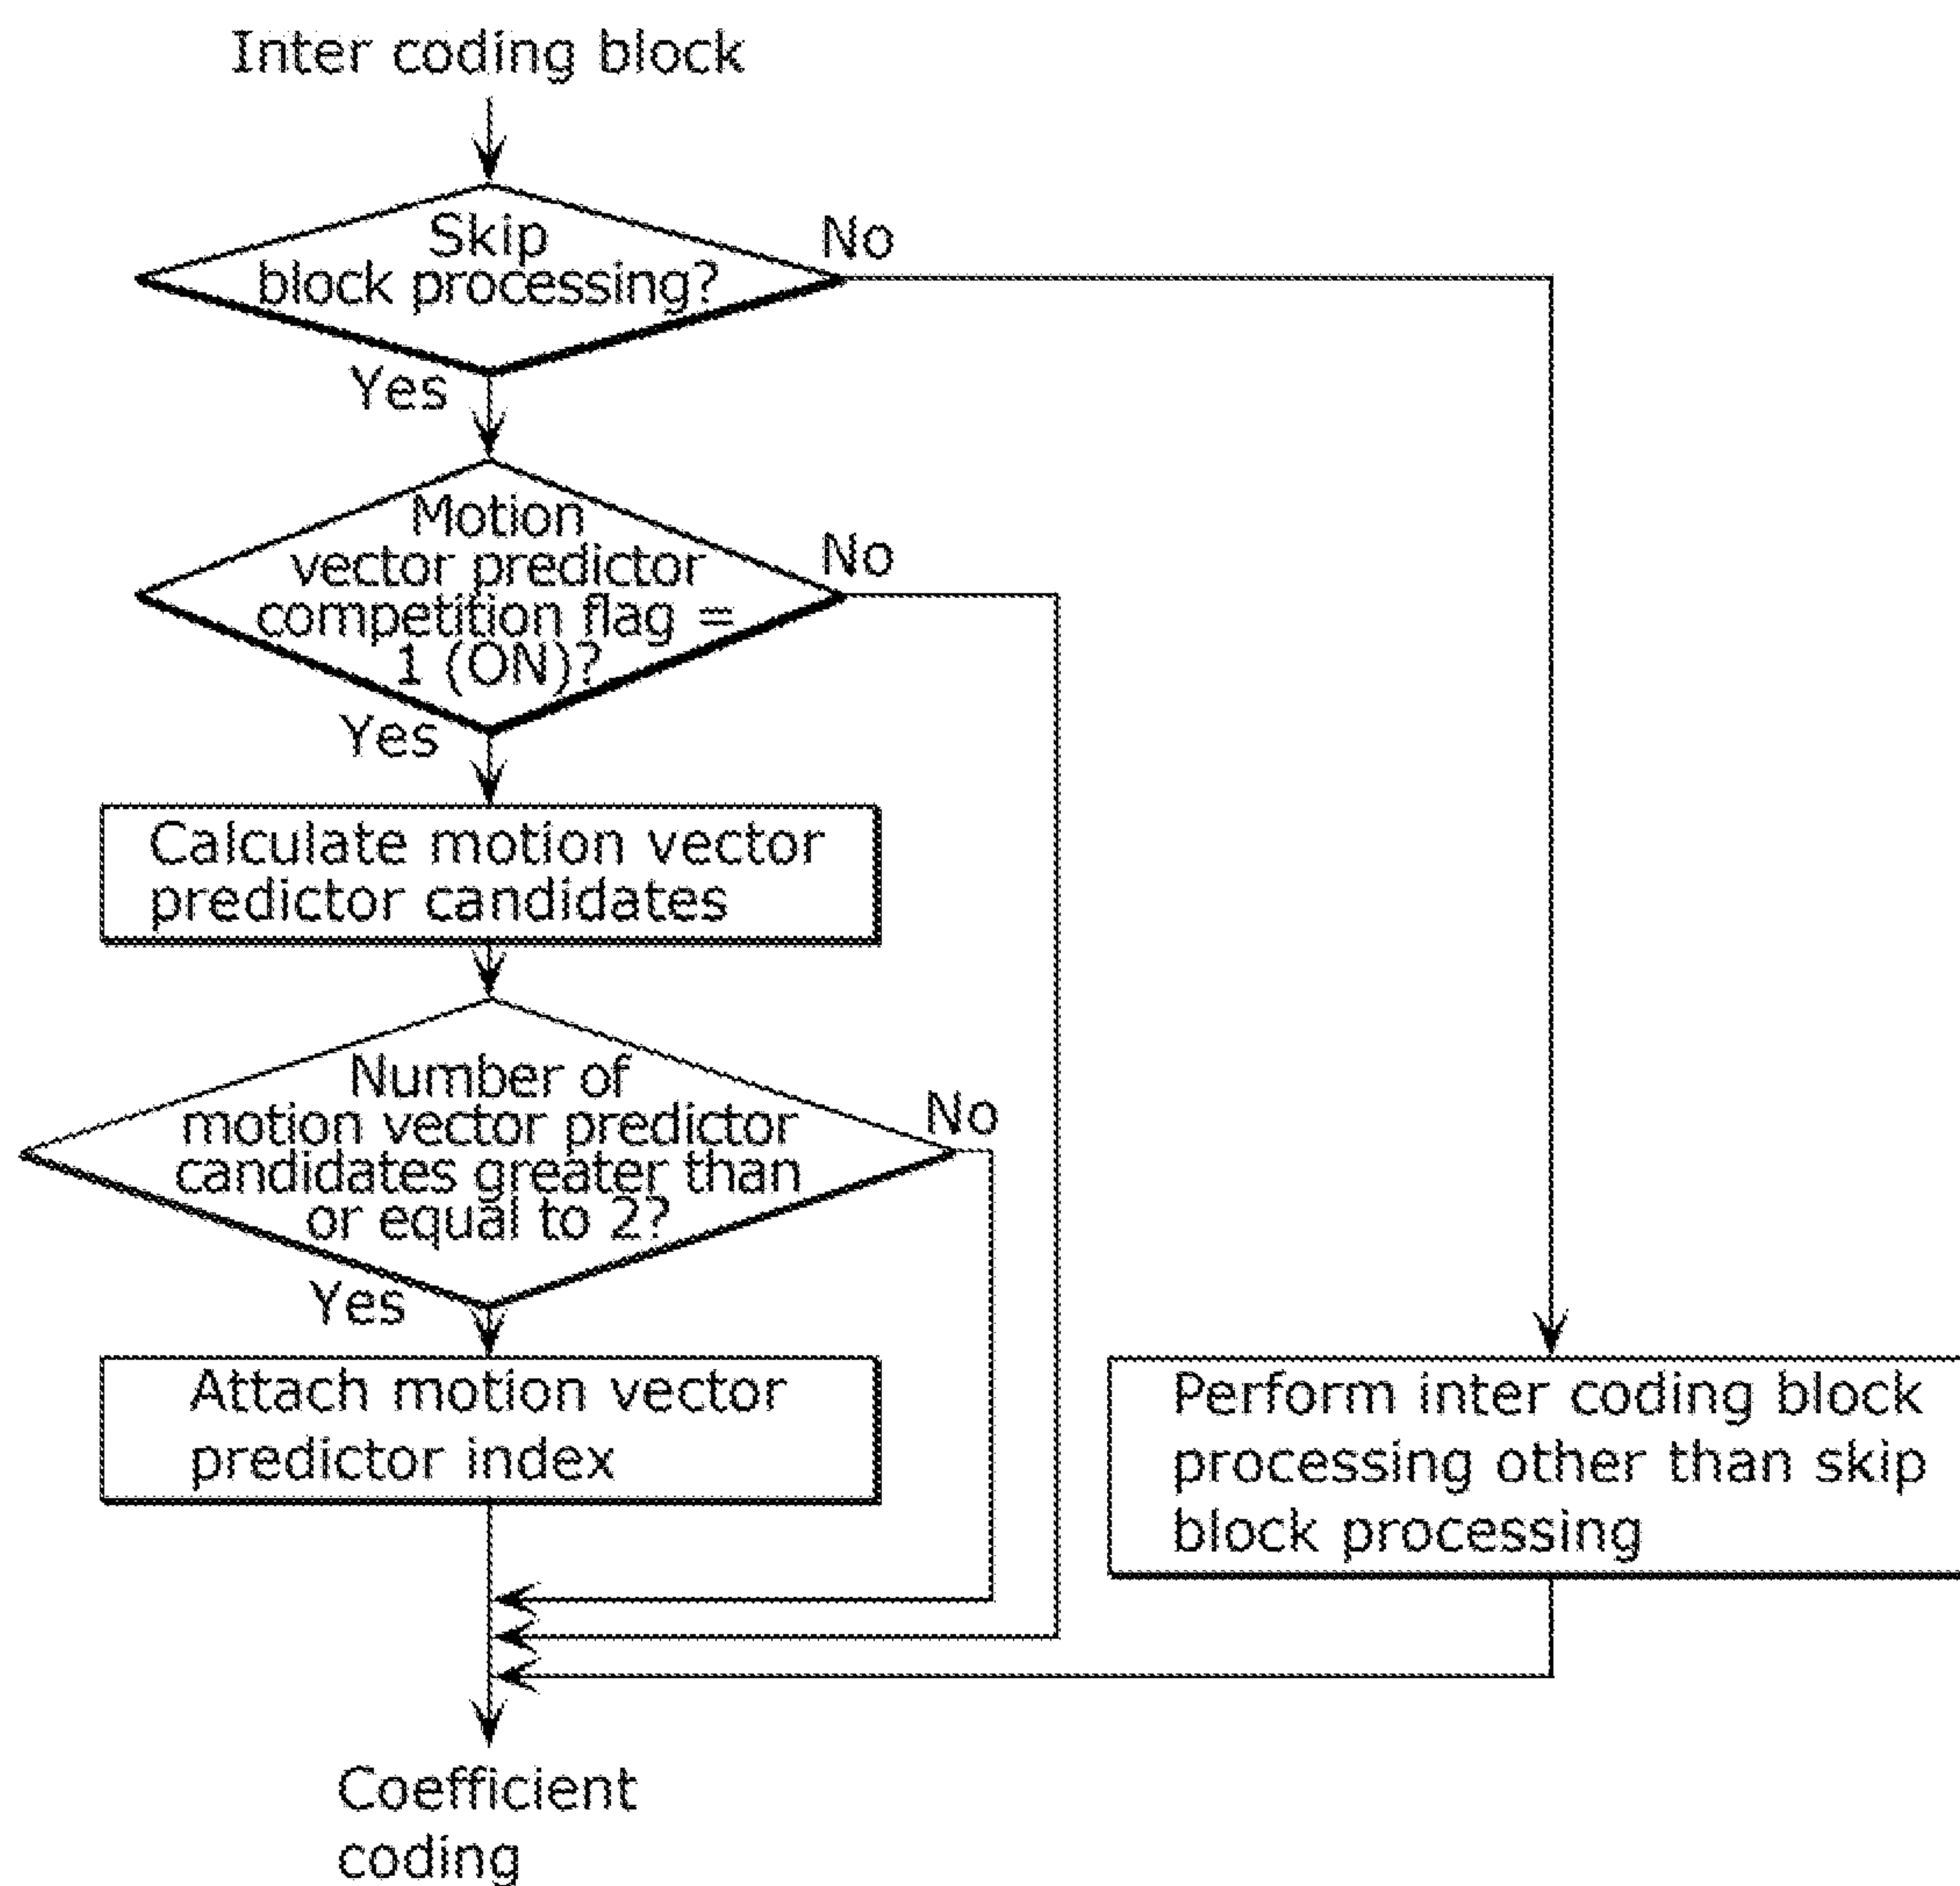 Inter coding block
Skip
block processing?
No
Yes
Motion
vector predictor
competition flag =
1 (ON)?
No
Yes
Calculate motion vector
predictor candidates
Number of
motion vector predictor
candidates greater than
or equal to 2?
No
Yes
Attach motion vector
predictor index
Perform inter coding block
processing other than skip
block processing
Coefficient
coding